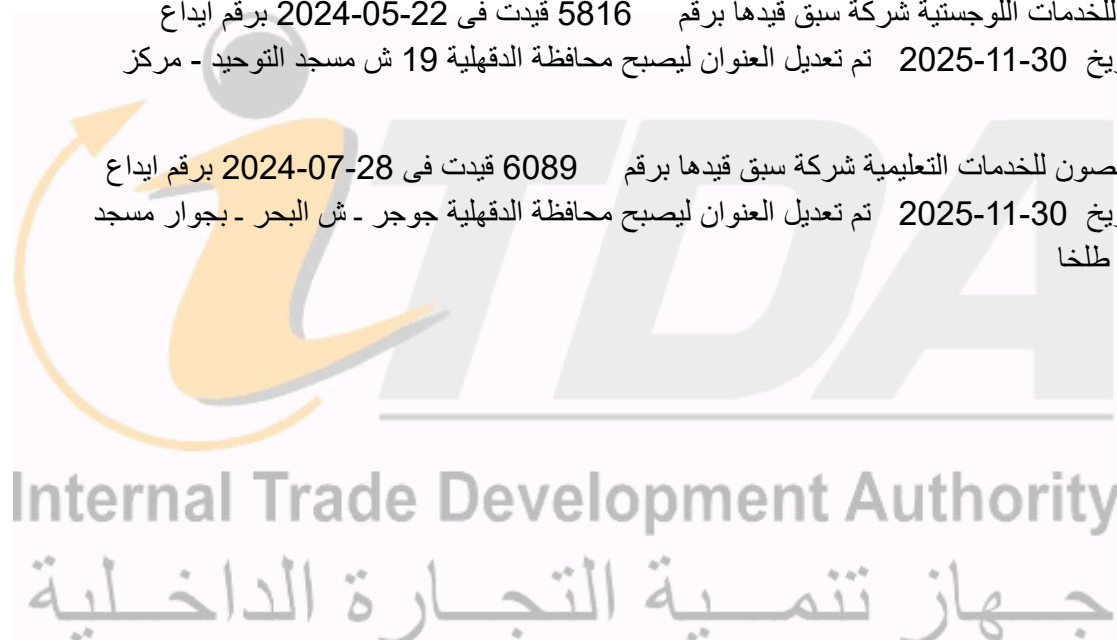 للخدمات اللوجستية شركة سبق قيدها برقم 5816 قيدت فى 22-05-2024 برقم ايداع
30-11-2025 تم تعديل العنوان ليصبح محافظة الدقهلية 19 ش مسجد التوحيد - مركز
للخدمات التعليمية شركة سبق قيدها برقم 6089 قيدت فى 28-07-2024 برقم ايداع
30-11-2025 تم تعديل العنوان ليصبح محافظة الدقهلية جوجر ـ ش البحر ـ بجوار مسجد
طلخا
iTDA
Internal Trade Development Authority
جهاز تنمية التجارة الداخلية